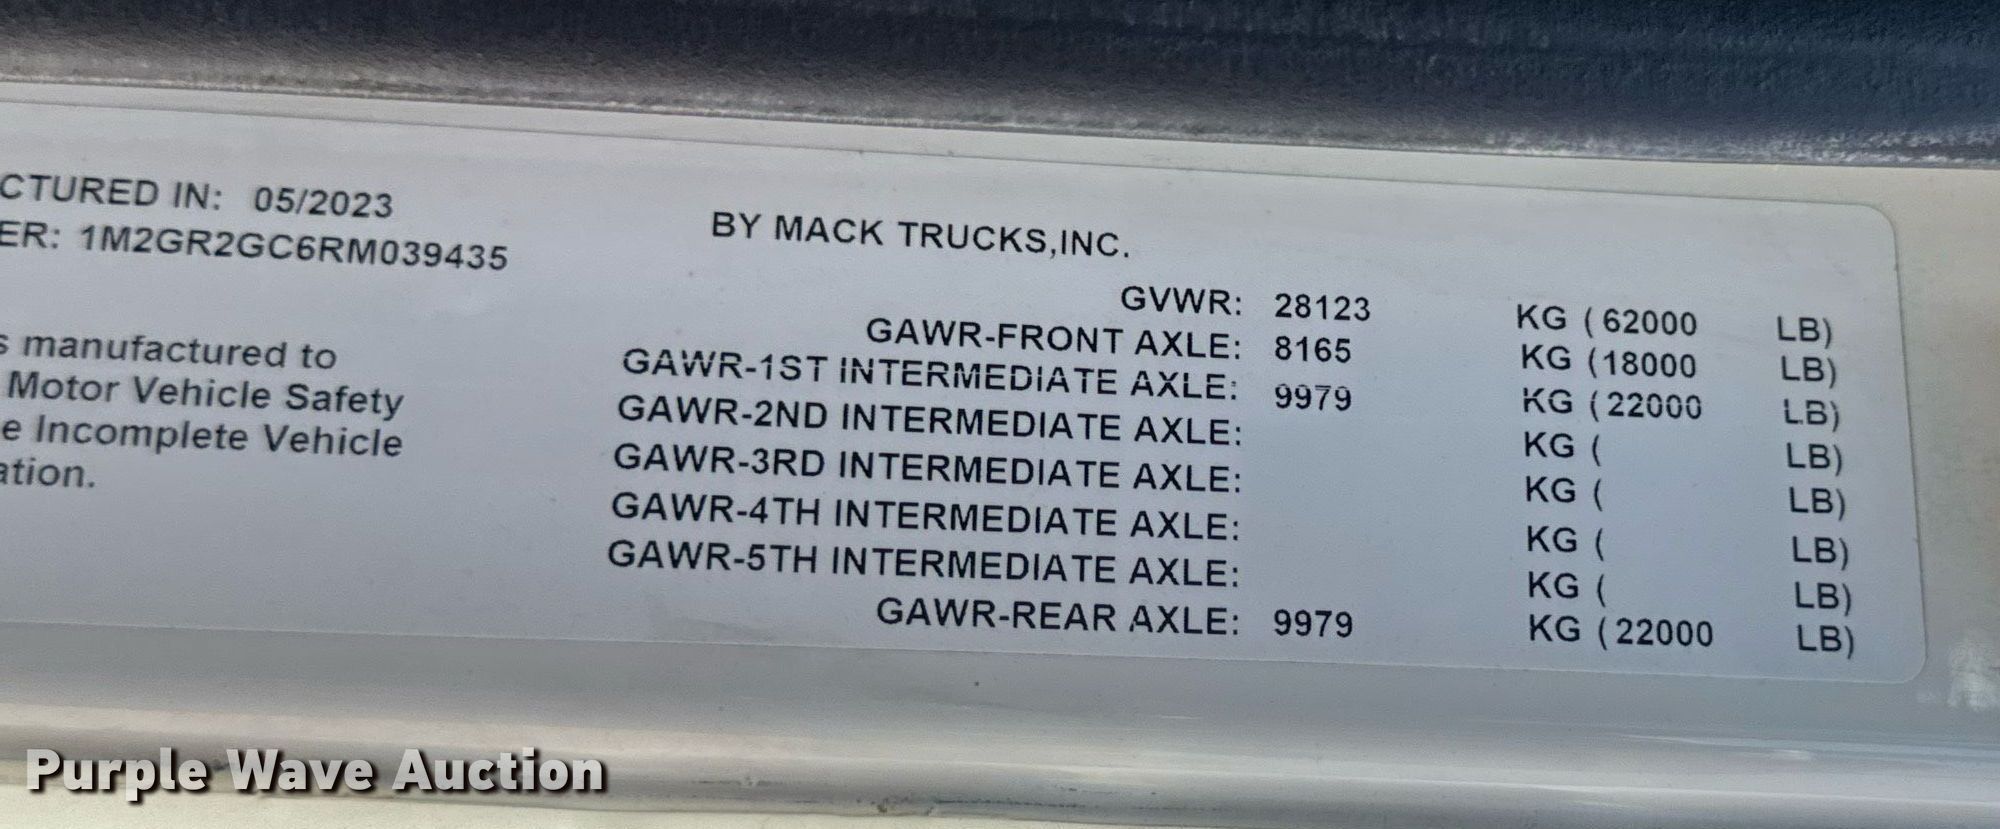 CTURED IN: 05/2023
ER: 1M2GR2GC6RM039435
s manufactured to
Motor Vehicle Safety
e Incomplete Vehicle
ation.
BY MACK TRUCKS,INC.
GVWR: 28123 KG ( 62000 LB)
GAWR-FRONT AXLE: 8165 KG ( 18000 LB)
GAWR-1ST INTERMEDIATE AXLE: 9979 KG ( 22000 LB)
GAWR-2ND INTERMEDIATE AXLE: KG ( LB)
GAWR-3RD INTERMEDIATE AXLE: KG ( LB)
GAWR-4TH INTERMEDIATE AXLE: KG ( LB)
GAWR-5TH INTERMEDIATE AXLE: KG ( LB)
GAWR-REAR AXLE: 9979 KG ( 22000 LB)
Purple Wave Auction